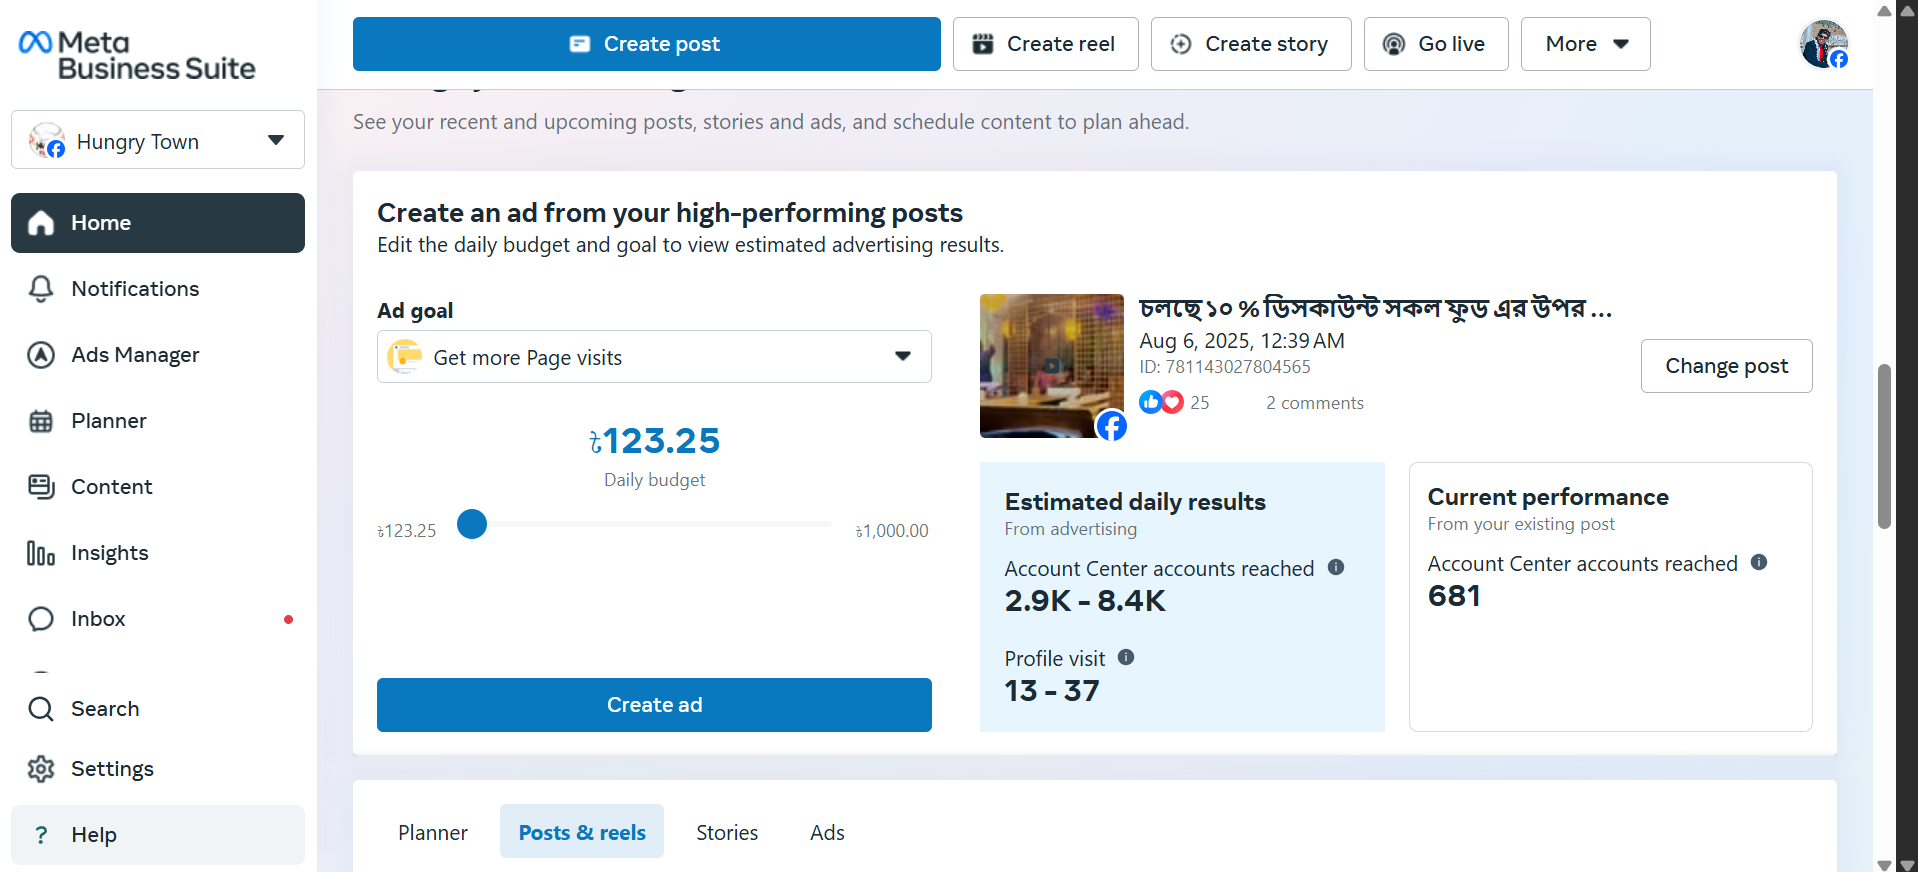 Meta
Business Suite
Create post
Create reel
Create story
Go live
More
Hungry Town
See your recent and upcoming posts, stories and ads, and schedule content to plan ahead.
Home
Notifications
Ads Manager
Planner
Content
Insights
Inbox
Search
Settings
? Help
Create an ad from your high-performing posts
Edit the daily budget and goal to view estimated advertising results.
Ad goal
Get more Page visits
৳123.25
Daily budget
৳123.25
৳1,000.00
Create ad
চলছে ১০ % ডিসকাউন্ট সকল ফুড এর উপর ...
Aug 6, 2025, 12:39 AM
ID: 781143027804565
25
2 comments
Change post
Estimated daily results
From advertising
Account Center accounts reached
2.9K - 8.4K
Profile visit
13 - 37
Current performance
From your existing post
Account Center accounts reached
681
Planner
Posts & reels
Stories
Ads